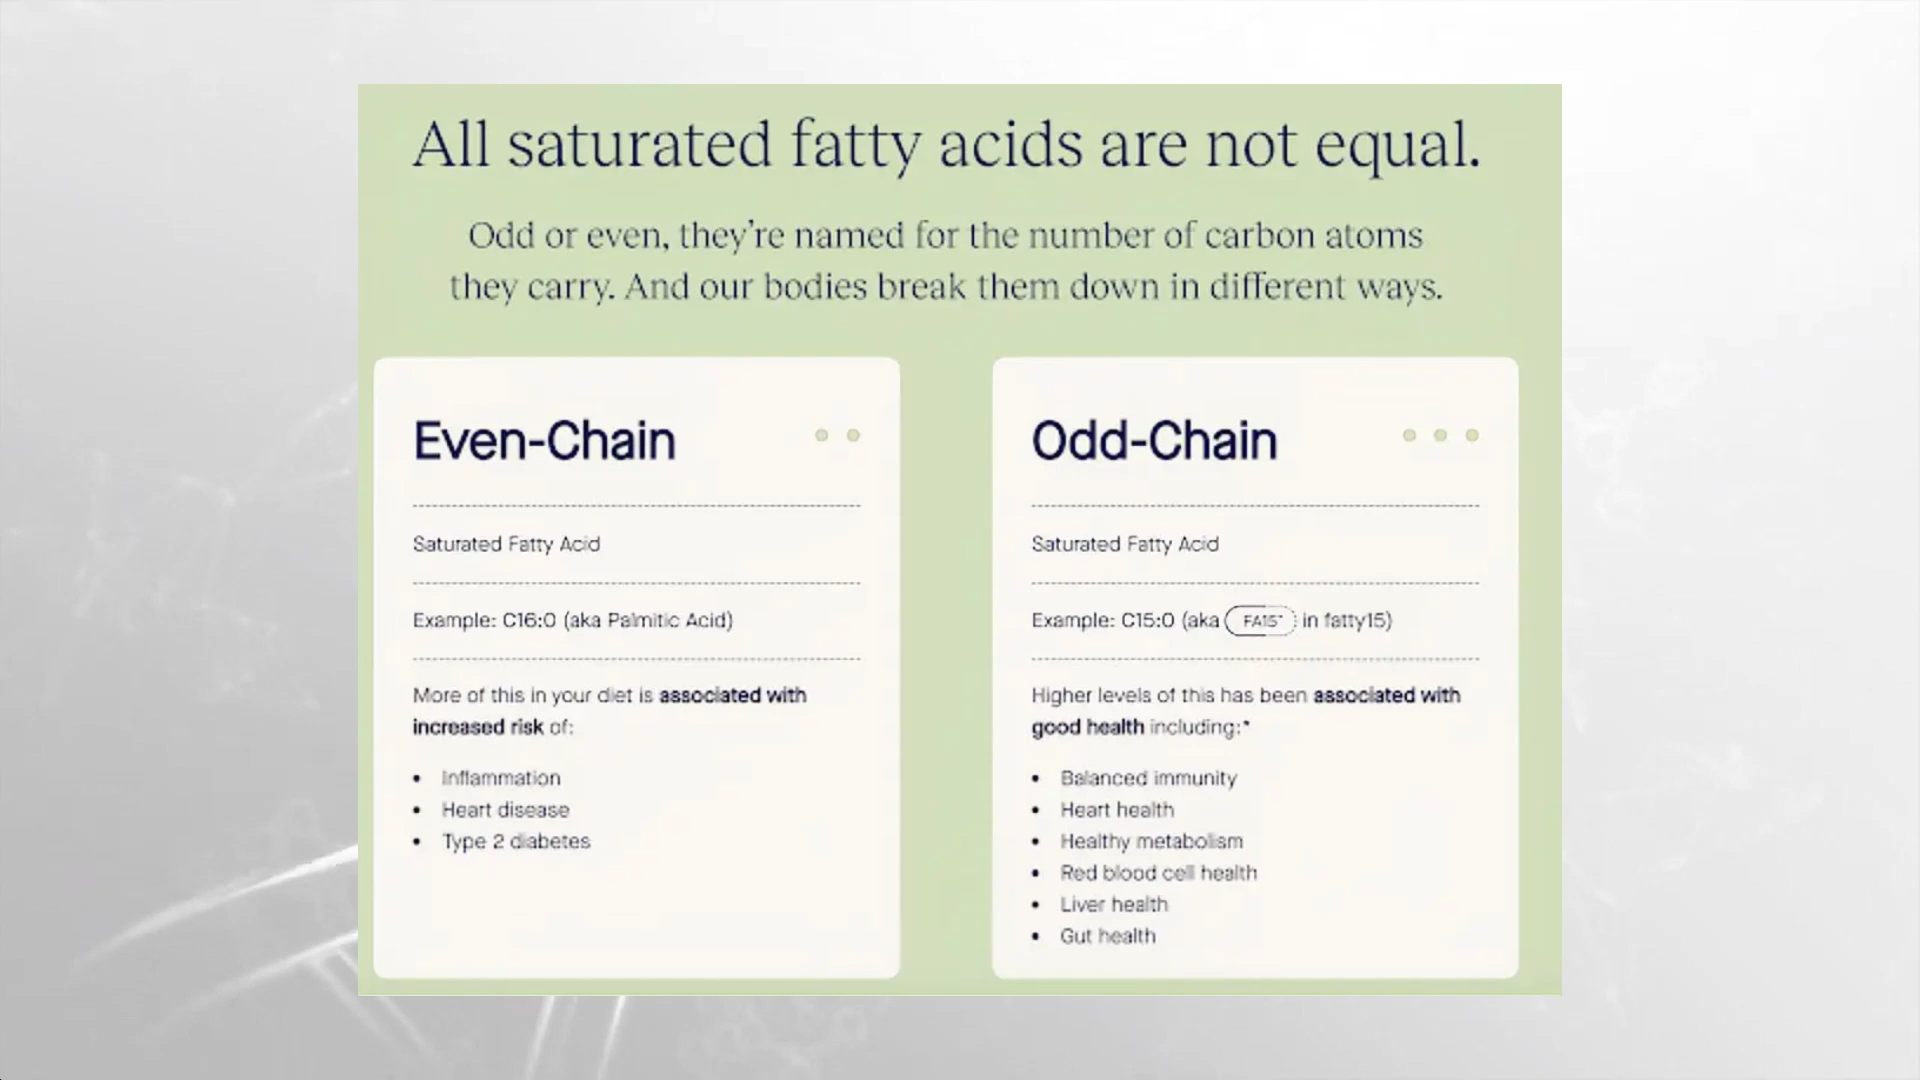 All saturated fatty acids are not equal.
Odd or even, they're named for the number of carbon atoms
they carry. And our bodies break them down in different ways.
Even-Chain
Saturated Fatty Acid
Example: C16:0 (aka Palmitic Acid)
More of this in your diet is associated with
increased risk of:
• Inflammation
• Heart disease
• Type 2 diabetes
Odd-Chain
Saturated Fatty Acid
Example: C15:0 (aka FA15™ in fatty15)
Higher levels of this has been associated with
good health including:*
• Balanced immunity
• Heart health
• Healthy metabolism
• Red blood cell health
• Liver health
• Gut health